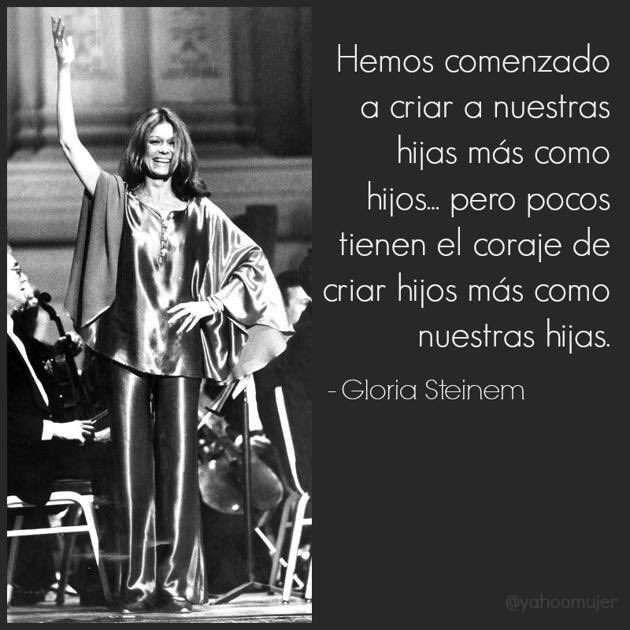 Hemos comenzado
a criar a nuestras
hijas más como
hijos... pero pocos
tienen el coraje de
criar hijos más como
nuestras hijas.
- Gloria Steinem
@yahoomujer